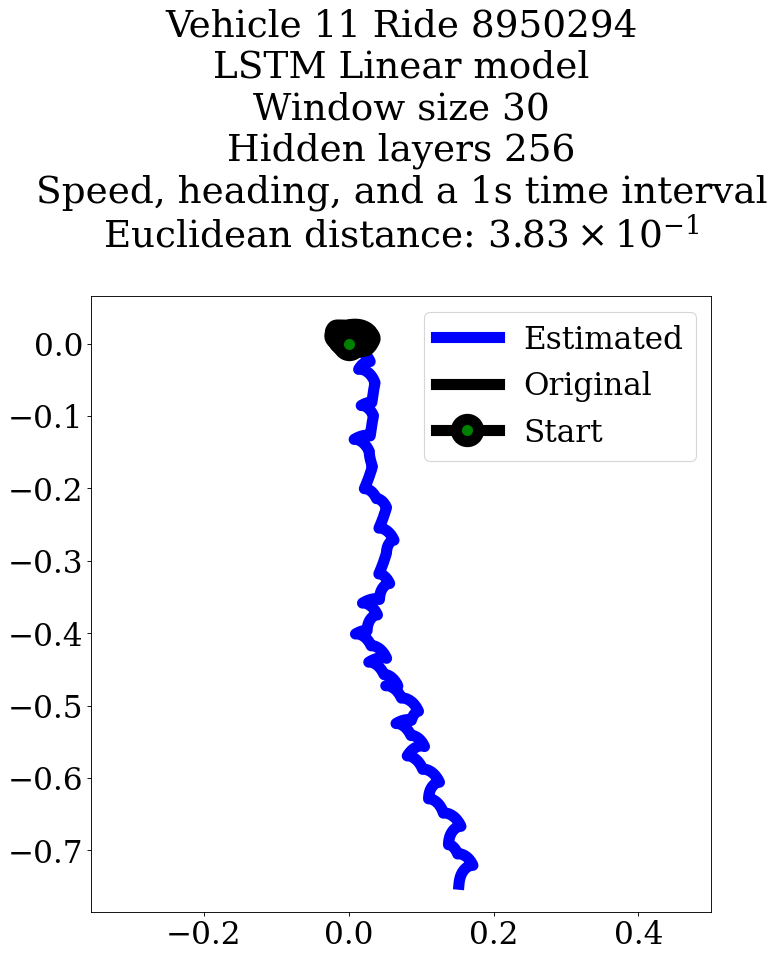 Vehicle 11 Ride 8950294
LSTM Linear model
Window size 30
Hidden layers 256
Speed, heading, and a 1s time interval
Euclidean distance: 3.83 × 10⁻¹
Estimated
Original
Start
0.0
−0.1
−0.2
−0.3
−0.4
−0.5
−0.6
−0.7
−0.2 0.0 0.2 0.4